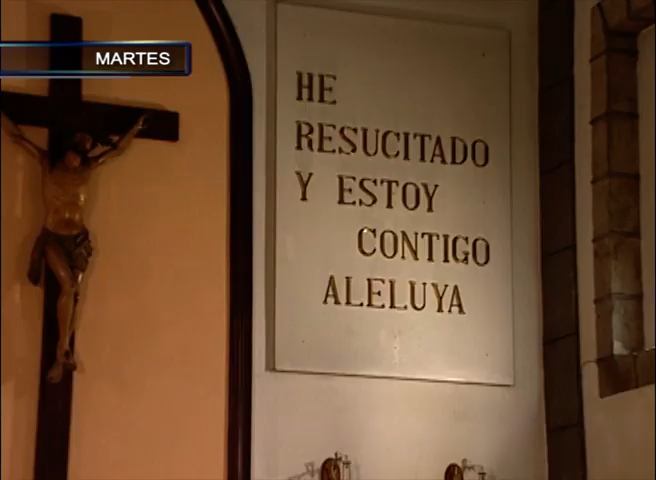 MARTES
HE
RESUCITADO
Y ESTOY
CONTIGO
ALELUYA